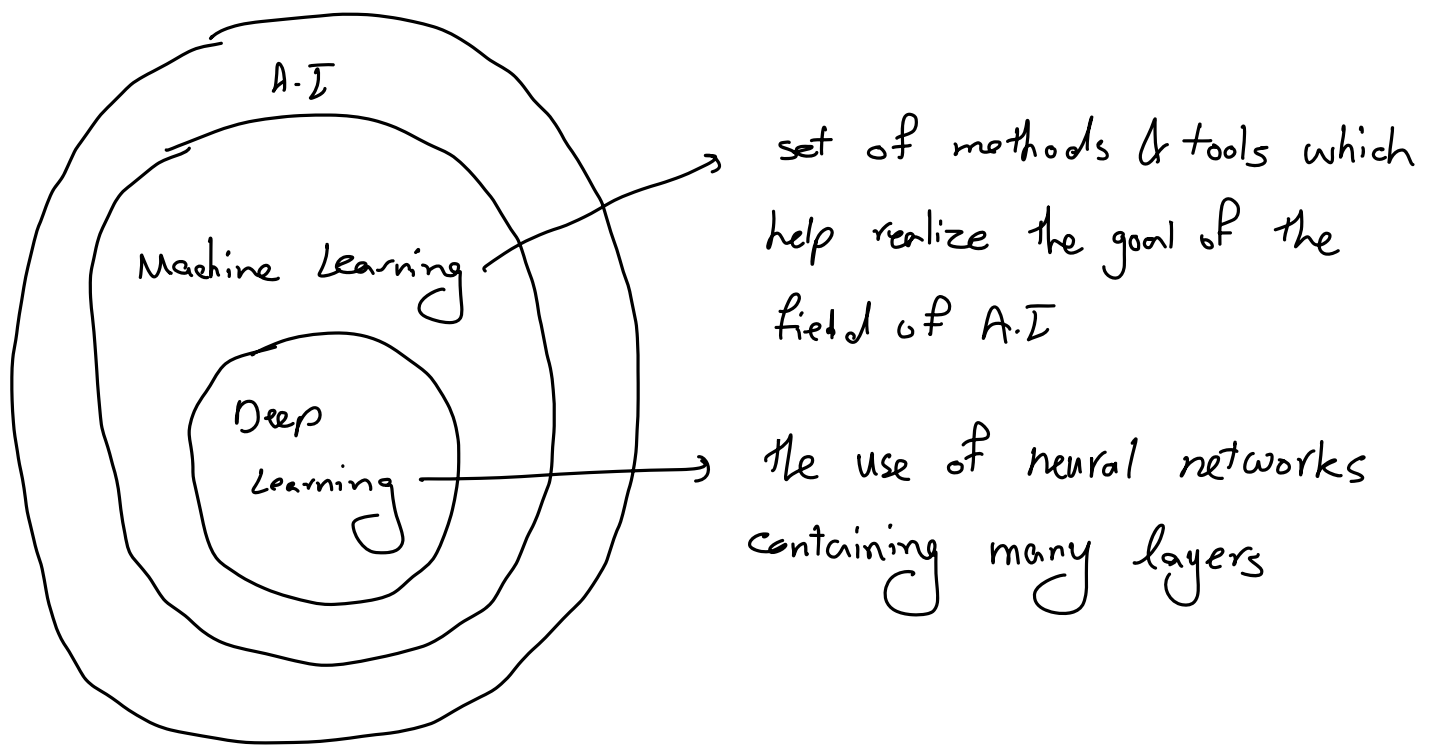 A.I
Machine Learning
Deep
Learning
set of methods & tools which
help realize the goal of the
field of A.I
the use of neural networks
containing many layers